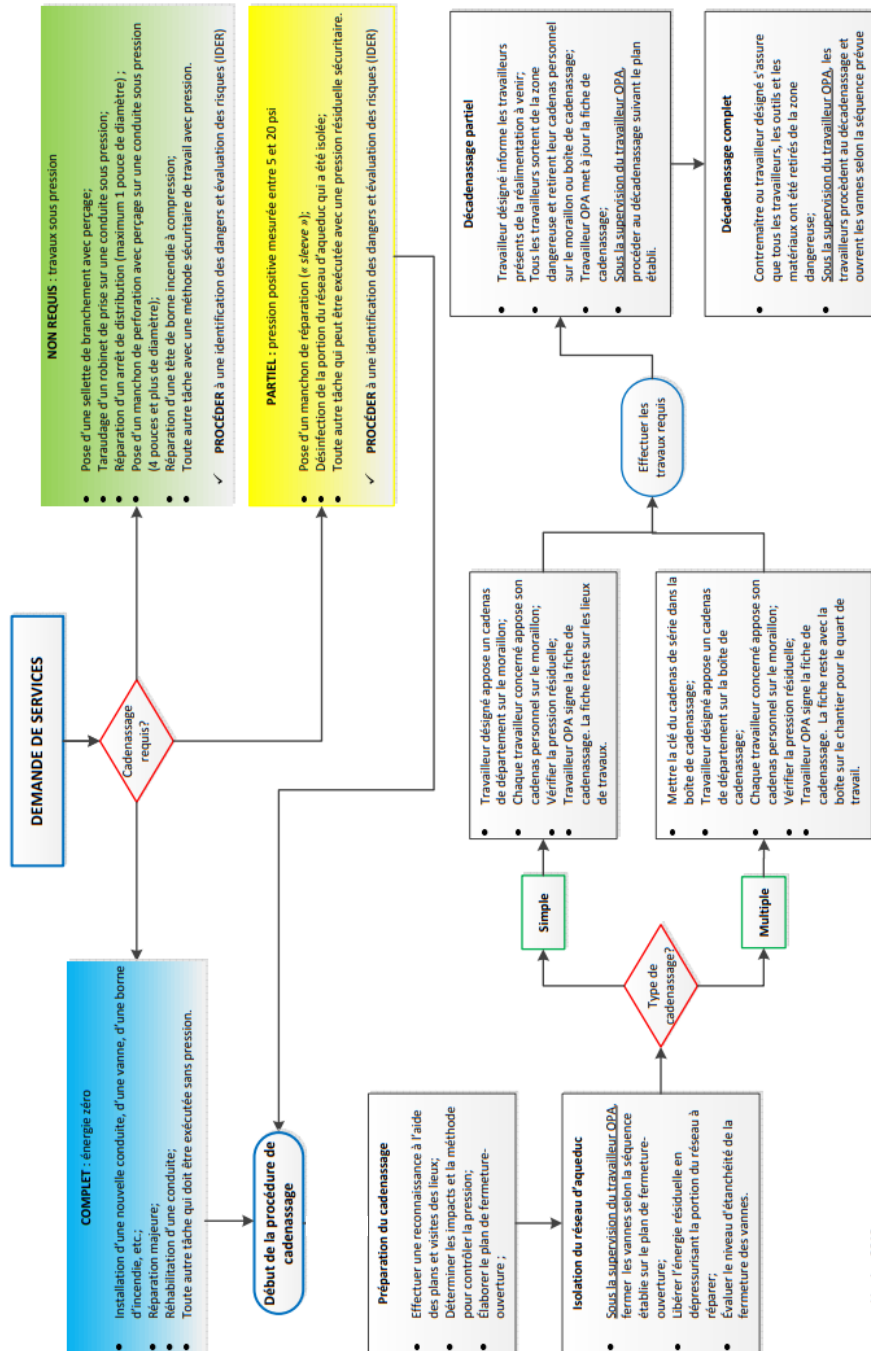 DEMANDE DE SERVICES
Cadenassage
requis?
COMPLET : énergie zéro
• Installation d'une nouvelle conduite, d'une vanne, d'une borne
d'incendie, etc.;
• Réparation majeure;
• Réhabilitation d'une conduite;
• Toute autre tâche qui doit être exécutée sans pression.
NON REQUIS : travaux sous pression
• Pose d'une sellette de branchement avec perçage;
• Taraudage d'un robinet de prise sur une conduite sous pression;
• Réparation d'un arrêt de distribution (maximum 1 pouce de diamètre) ;
• Pose d'un manchon de perforation avec perçage sur une conduite sous pression
(4 pouces et plus de diamètre);
• Réparation d'une tête de borne incendie à compression;
• Toute autre tâche avec une méthode sécuritaire de travail avec pression.
✓ PROCÉDER à une identification des dangers et évaluation des risques (IDER)
PARTIEL : pression positive mesurée entre 5 et 20 psi
• Pose d'un manchon de réparation (« sleeve »);
• Désinfection de la portion du réseau d'aqueduc qui a été isolée;
• Toute autre tâche qui peut être exécutée avec une pression résiduelle sécuritaire.
✓ PROCÉDER à une identification des dangers et évaluation des risques (IDER)
Début de la procédure de
cadenassage
Préparation du cadenassage
• Effectuer une reconnaissance à l'aide
des plans et visites des lieux;
• Déterminer les impacts et la méthode
pour contrôler la pression;
• Élaborer le plan de fermeture-
ouverture ;
Isolation du réseau d'aqueduc
• Sous la supervision du travailleur OPA,
fermer les vannes selon la séquence
établie sur le plan de fermeture-
ouverture;
• Libérer l'énergie résiduelle en
dépressurisant la portion du réseau à
réparer;
• Évaluer le niveau d'étanchéité de la
fermeture des vannes.
Type de
cadenassage?
Simple
• Travailleur désigné appose un cadenas
de département sur le moraillon;
• Chaque travailleur concerné appose son
cadenas personnel sur le moraillon;
• Vérifier la pression résiduelle;
• Travailleur OPA signe la fiche de
cadenassage. La fiche reste sur les lieux
de travaux.
Multiple
• Mettre la clé du cadenas de série dans la
boîte de cadenassage;
• Travailleur désigné appose un cadenas
de département sur la boîte de
cadenassage;
• Chaque travailleur concerné appose son
cadenas personnel sur le moraillon;
• Vérifier la pression résiduelle;
• Travailleur OPA signe la fiche de
cadenassage. La fiche reste avec la
boîte sur le chantier pour le quart de
travail.
Effectuer les
travaux requis
Décadenassage partiel
• Travailleur désigné informe les travailleurs
présents de la réalimentation à venir;
• Tous les travailleurs sortent de la zone
dangereuse et retirent leur cadenas personnel
sur le moraillon ou boîte de cadenassage;
• Travailleur OPA met à jour la fiche de
cadenassage;
• Sous la supervision du travailleur OPA,
procéder au décadenassage suivant le plan
établi.
Décadenassage complet
• Contremaître ou travailleur désigné s'assure
que tous les travailleurs, les outils et les
matériaux ont été retirés de la zone
dangereuse;
• Sous la supervision du travailleur OPA, les
travailleurs procèdent au décadenassage et
ouvrent les vannes selon la séquence prévue